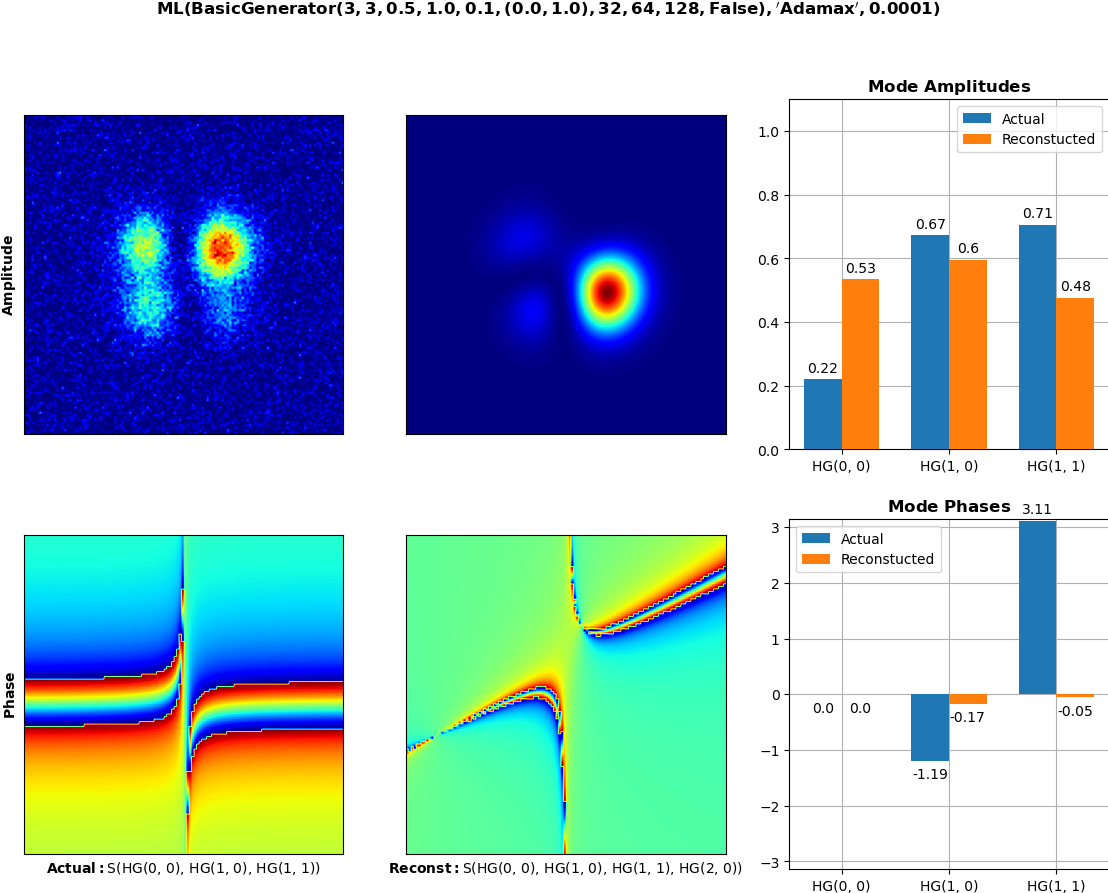 ML(BasicGenerator(3, 3, 0.5, 1.0, 0.1, (0.0, 1.0), 32, 64, 128, False), ′Adamax′, 0.0001)
Amplitude
Mode Amplitudes
Actual
Reconstucted
1.0
0.8
0.6
0.4
0.2
0.0
0.22
0.53
0.67
0.6
0.71
0.48
HG(0, 0)
HG(1, 0)
HG(1, 1)
Phase
Actual: S(HG(0, 0), HG(1, 0), HG(1, 1))
Reconst: S(HG(0, 0), HG(1, 0), HG(1, 1), HG(2, 0))
Mode Phases
Actual
Reconstucted
3
2
1
0
−1
−2
−3
0.0
0.0
-1.19
-0.17
3.11
-0.05
HG(0, 0)
HG(1, 0)
HG(1, 1)